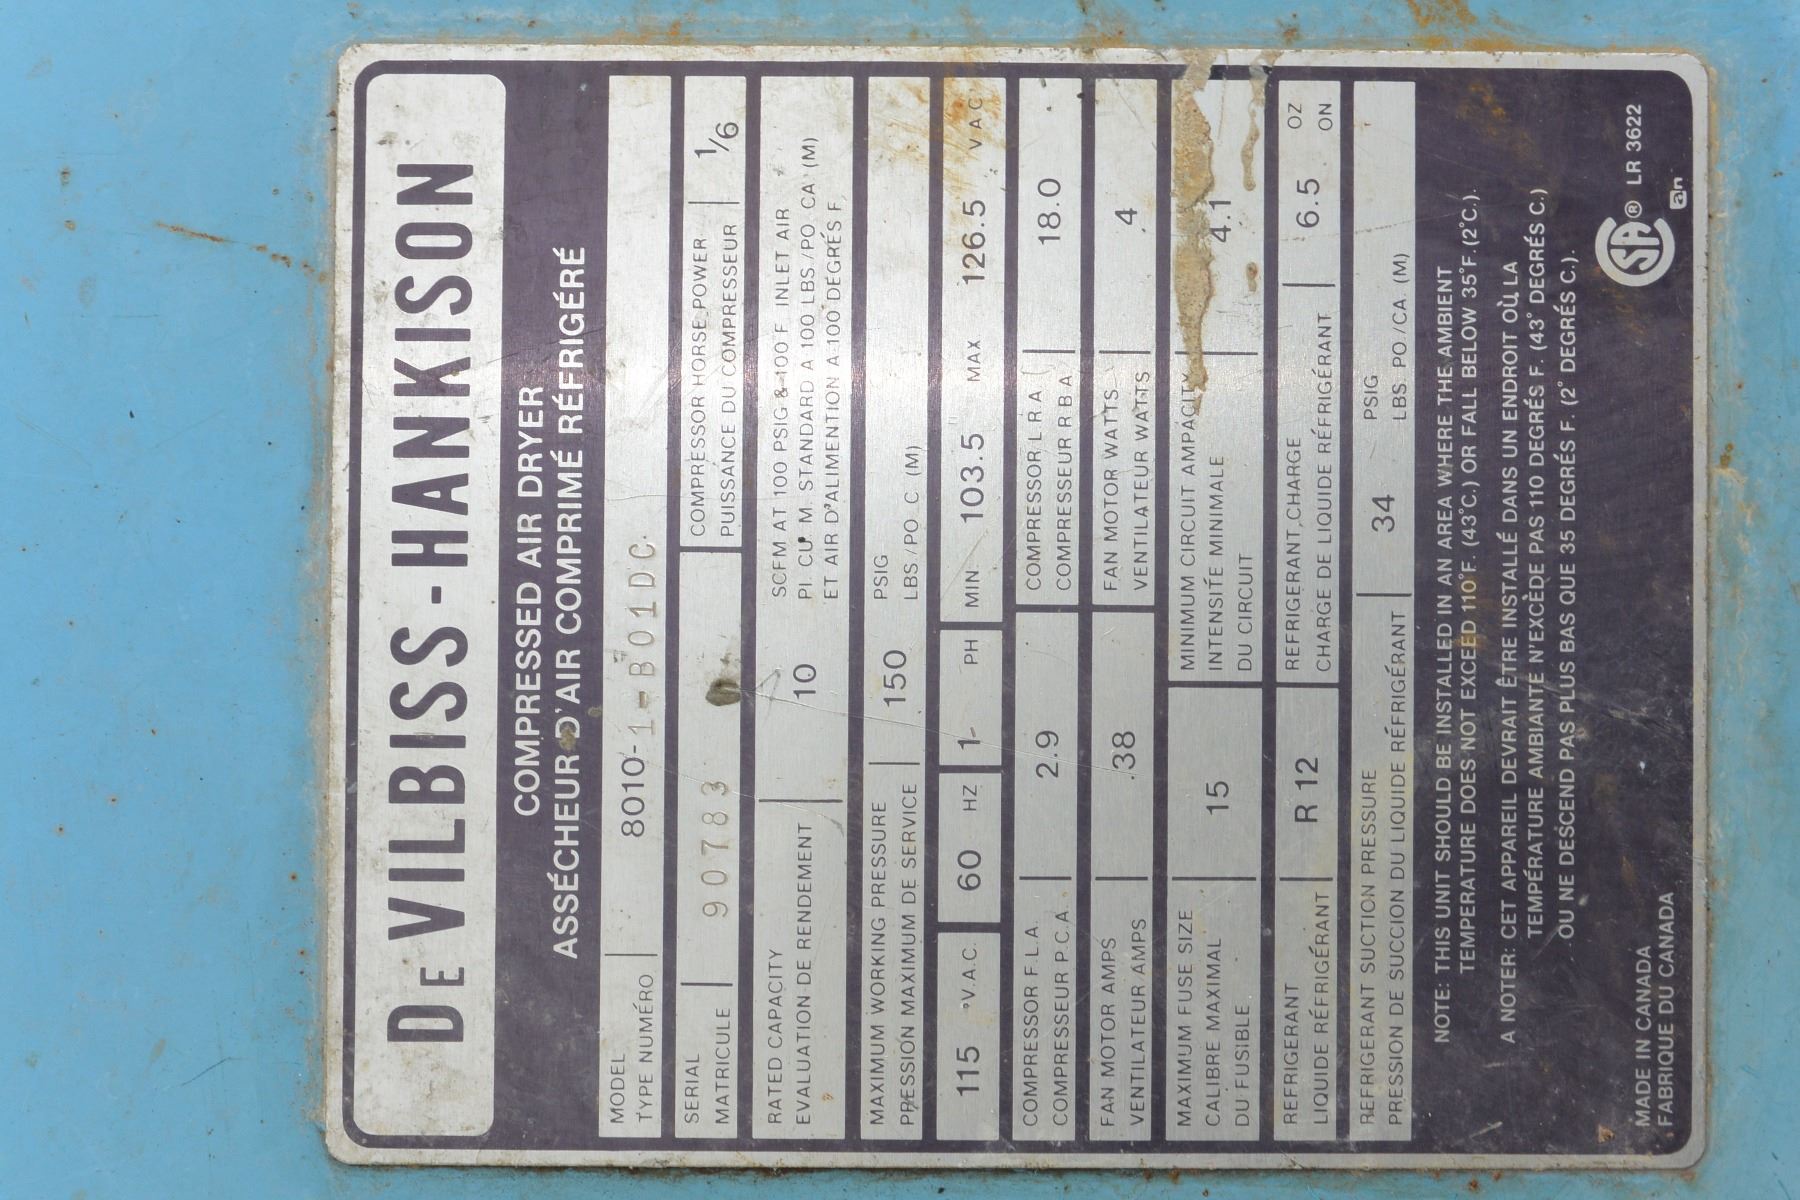 DE VILBISS-HANKISON
COMPRESSED AIR DRYER
ASSÉCHEUR D'AIR COMPRIMÉ RÉFRIGÉRÉ
MODEL
TYPE NUMÉRO
8010-1-B01DC
SERIAL
MATRICULE
90783
COMPRESSOR HORSE POWER
PUISSANCE DU COMPRESSEUR
1/6
RATED CAPACITY
EVALUATION DE RENDEMENT
10
SCFM AT 100 PSIG & 100 F INLET AIR
PI. CU. M. STANDARD A 100 LBS./PO. CA (M)
ET AIR D'ALIMENTION A 100 DEGRÉS F.
MAXIMUM WORKING PRESSURE
PRESSION MAXIMUM DE SERVICE
150
PSIG
LBS/PO C (M)
115 V.A.C. 60 HZ 1 PH MIN. 103.5 MAX 126.5 V A C
COMPRESSOR F.L.A.
COMPRESSEUR P.C.A.
2.9
COMPRESSOR L R A
COMPRESSEUR R B A
18.0
FAN MOTOR AMPS
VENTILATEUR AMPS
.38
FAN MOTOR WATTS
VENTILATEUR WATTS
4
MAXIMUM FUSE SIZE
CALIBRE MAXIMAL
DU FUSIBLE
15
MINIMUM CIRCUIT AMPACITY
INTENSITÉ MINIMALE
DU CIRCUIT
4.1
REFRIGERANT
LIQUIDE RÉFRIGÉRANT
R 12
REFRIGERANT CHARGE
CHARGE DE LIQUIDE RÉFRIGÉRANT
6.5
OZ
ON
REFRIGERANT SUCTION PRESSURE
PRESSION DE SUCCION DU LIQUIDE RÉFRIGÉRANT
34
PSIG
LBS. PO/CA. (M)
NOTE: THIS UNIT SHOULD BE INSTALLED IN AN AREA WHERE THE AMBIENT
TEMPERATURE DOES NOT EXCEED 110°F. (43°C.) OR FALL BELOW 35°F. (2°C.).
A NOTER: CET APPAREIL DEVRAIT ÊTRE INSTALLÉ DANS UN ENDROIT OÙ LA
TEMPÉRATURE AMBIANTE N'EXCÈDE PAS 110 DEGRÉS F. (43° DEGRÉS C.)
OU NE DESCEND PAS PLUS BAS QUE 35 DEGRÉS F. (2° DEGRÉS C.).
MADE IN CANADA
FABRIQUE DU CANADA
SA® LR 3622
an